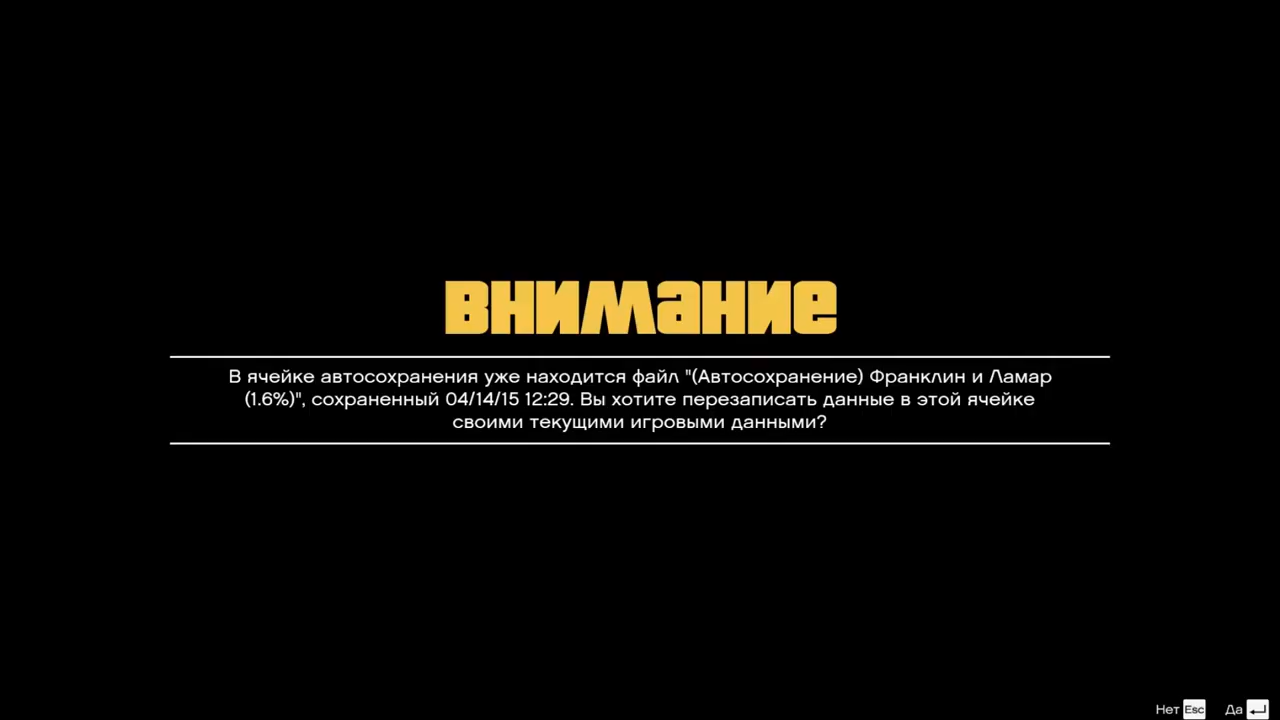 внимание
В ячейке автосохранения уже находится файл "(Автосохранение) Франклин и Ламар
(1.6%)", сохраненный 04/14/15 12:29. Вы хотите перезаписать данные в этой ячейке
своими текущими игровыми данными?
Нет Esc Да